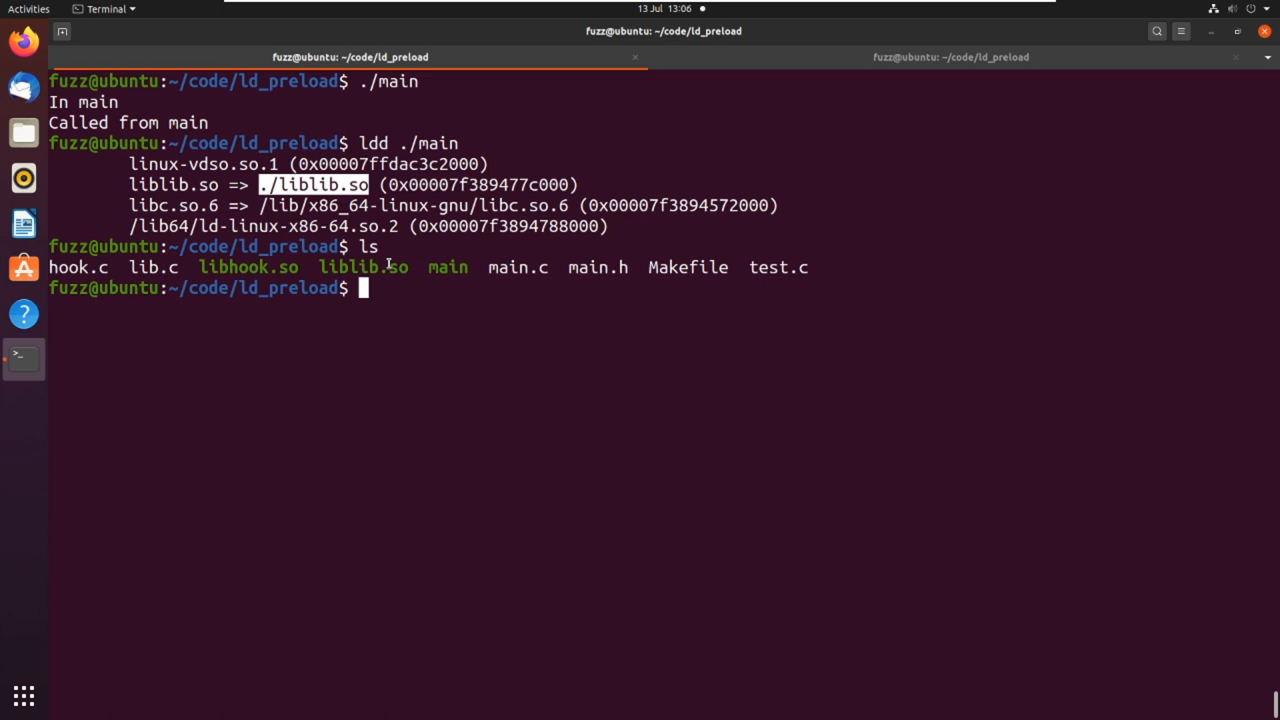 Activities Terminal 13 Jul 13:06
fuzz@ubuntu: ~/code/ld_preload
fuzz@ubuntu: ~/code/ld_preload fuzz@ubuntu: ~/code/ld_preload
fuzz@ubuntu:~/code/ld_preload$ ./main
In main
Called from main
fuzz@ubuntu:~/code/ld_preload$ ldd ./main
linux-vdso.so.1 (0x00007ffdac3c2000)
liblib.so => ./liblib.so (0x00007f389477c000)
libc.so.6 => /lib/x86_64-linux-gnu/libc.so.6 (0x00007f3894572000)
/lib64/ld-linux-x86-64.so.2 (0x00007f3894788000)
fuzz@ubuntu:~/code/ld_preload$ ls
hook.c lib.c libhook.so liblib.so main main.c main.h Makefile test.c
fuzz@ubuntu:~/code/ld_preload$